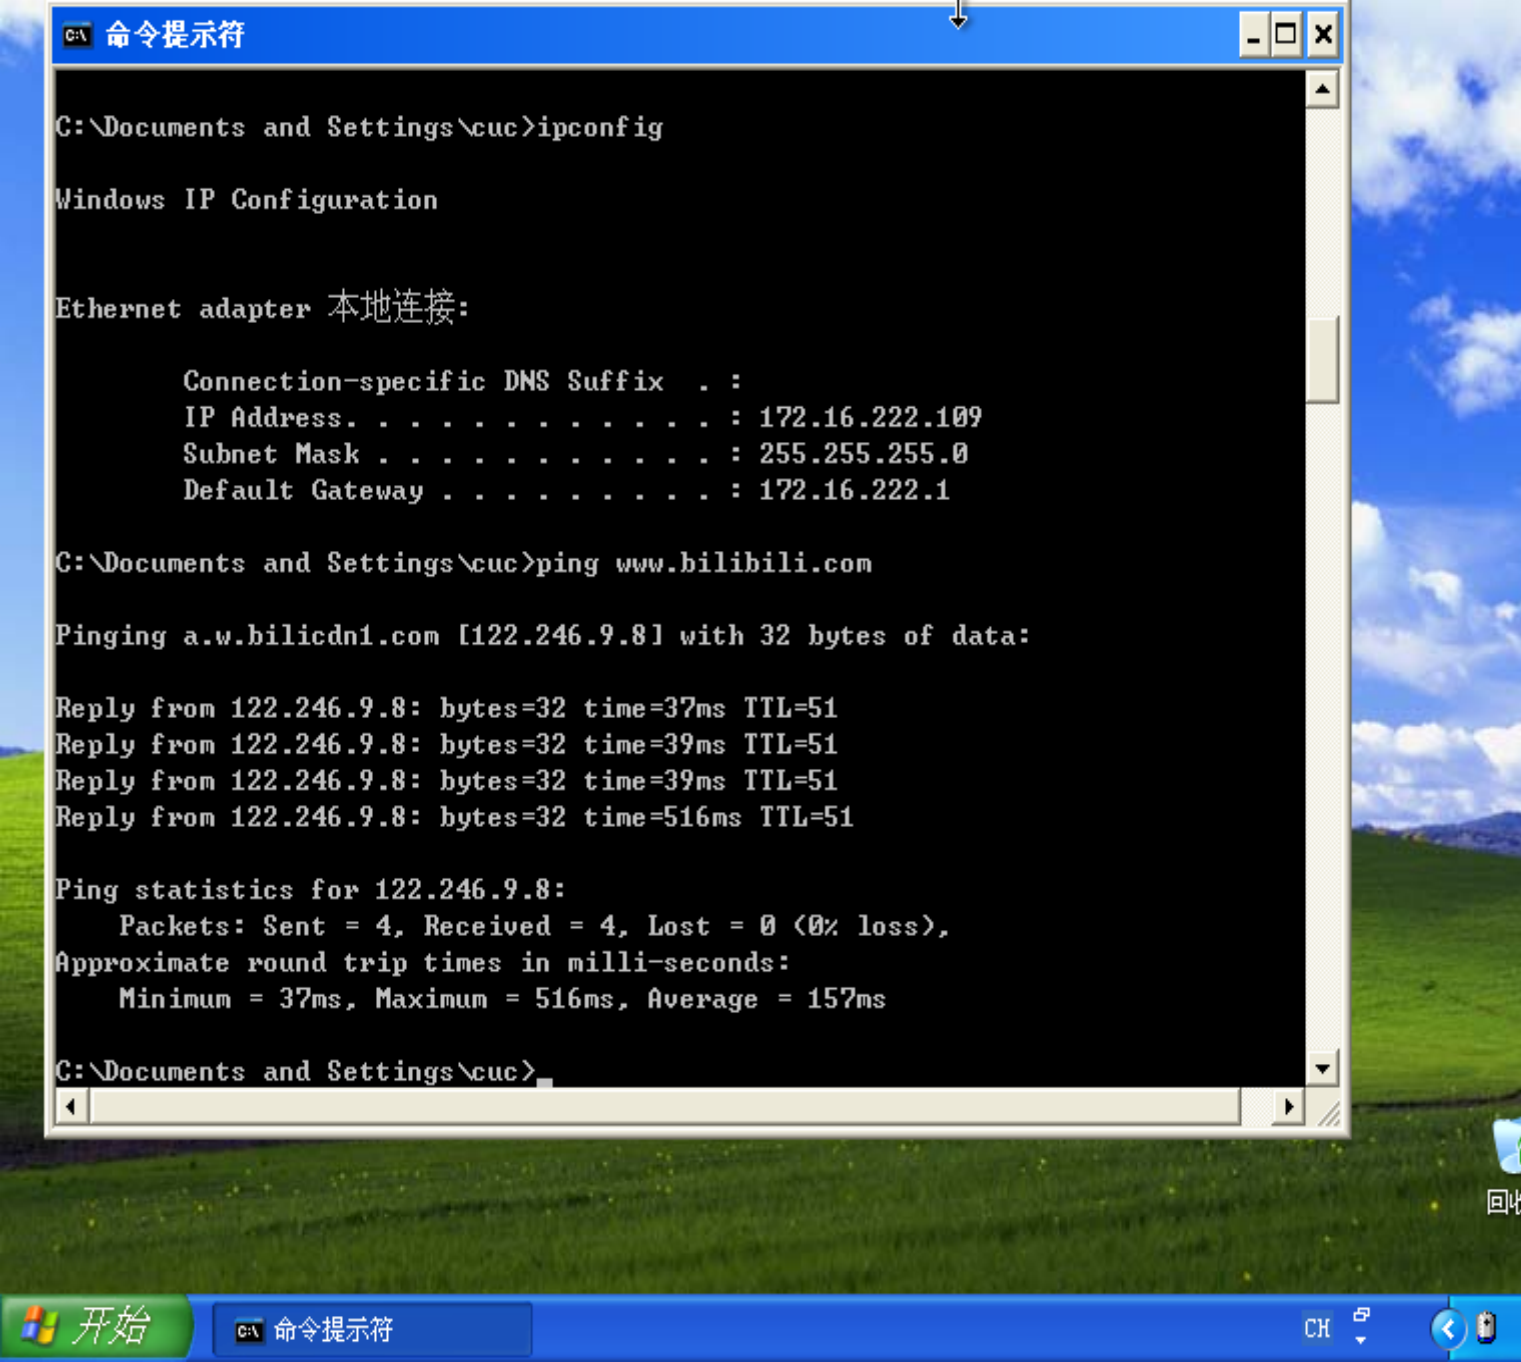 命令提示符
C:\Documents and Settings\cuc>ipconfig
Windows IP Configuration
Ethernet adapter 本地连接:
Connection-specific DNS Suffix  . :
IP Address. . . . . . . . . . . . : 172.16.222.109
Subnet Mask . . . . . . . . . . . : 255.255.255.0
Default Gateway . . . . . . . . . : 172.16.222.1
C:\Documents and Settings\cuc>ping www.bilibili.com
Pinging a.w.bilicdn1.com [122.246.9.8] with 32 bytes of data:
Reply from 122.246.9.8: bytes=32 time=37ms TTL=51
Reply from 122.246.9.8: bytes=32 time=39ms TTL=51
Reply from 122.246.9.8: bytes=32 time=39ms TTL=51
Reply from 122.246.9.8: bytes=32 time=516ms TTL=51
Ping statistics for 122.246.9.8:
Packets: Sent = 4, Received = 4, Lost = 0 (0% loss),
Approximate round trip times in milli-seconds:
Minimum = 37ms, Maximum = 516ms, Average = 157ms
C:\Documents and Settings\cuc>
回
开始
命令提示符
CH